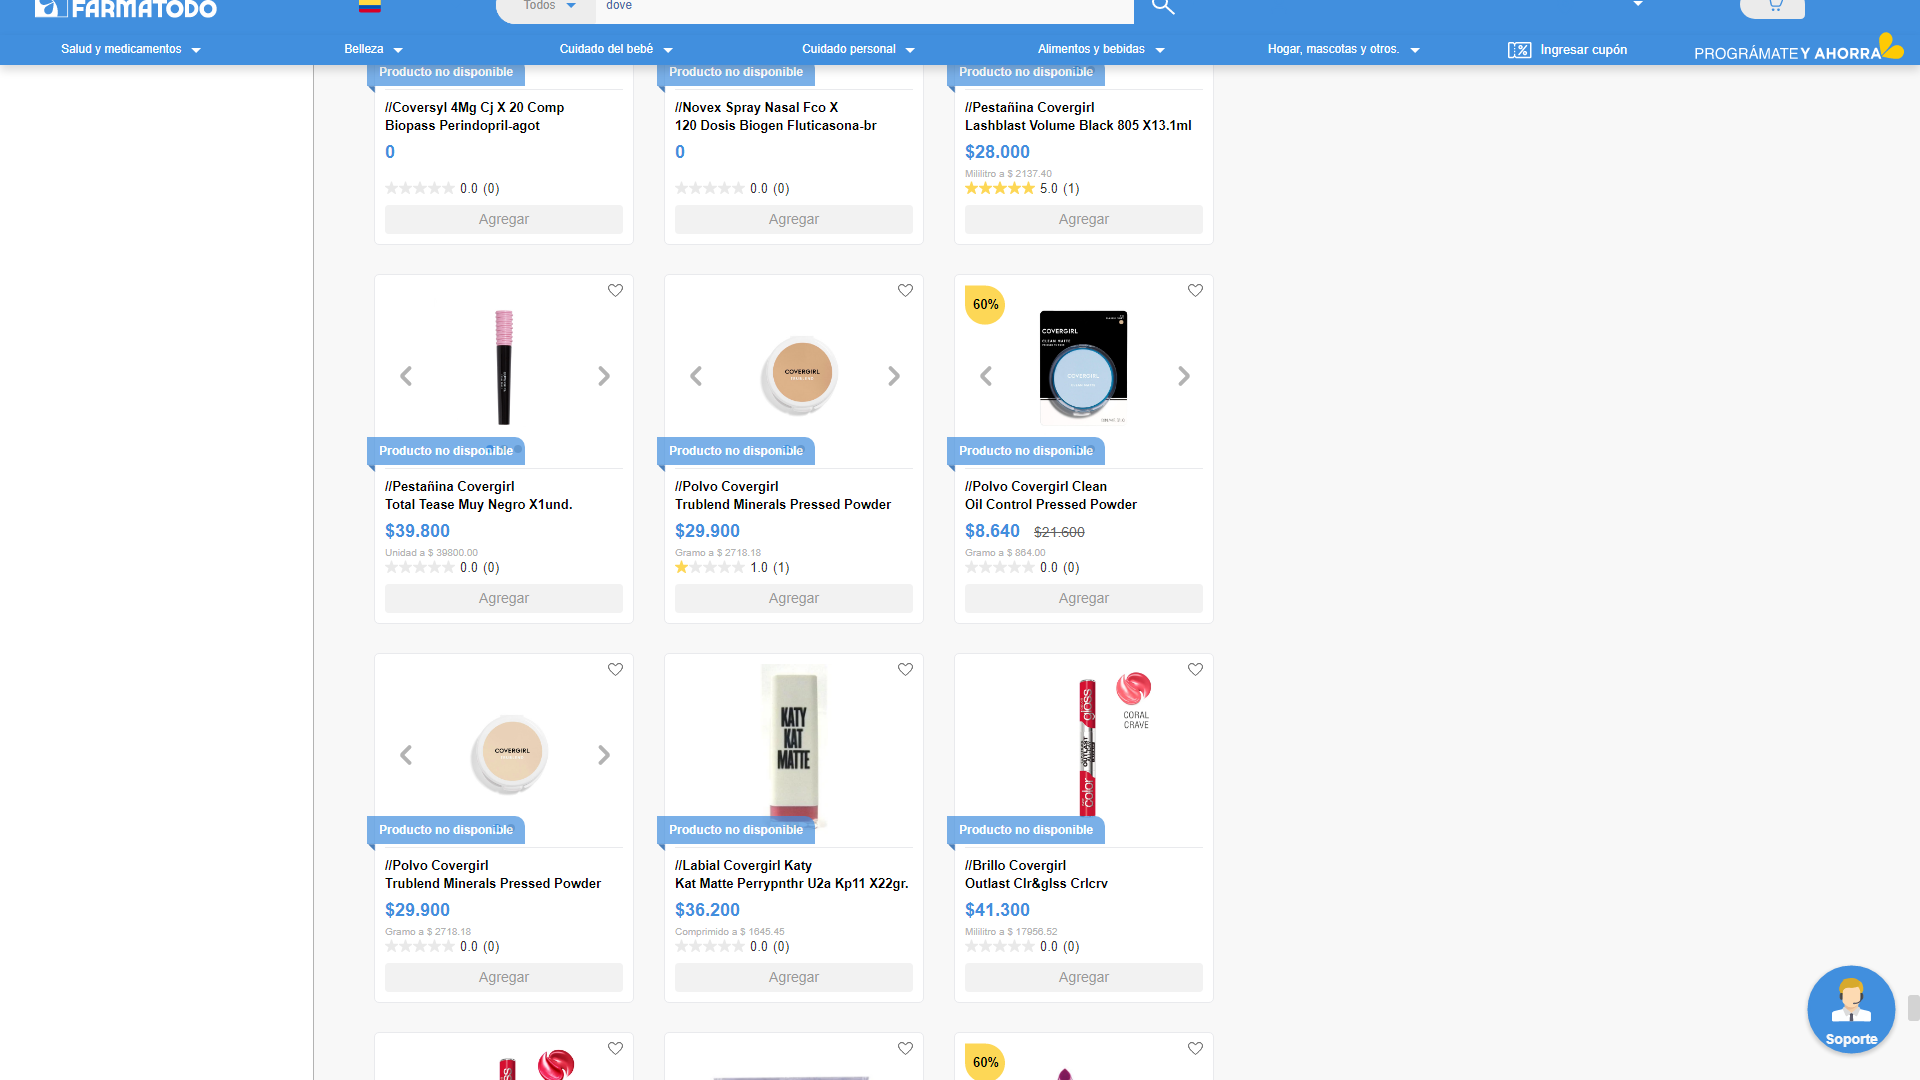 FARMATODO
Todos
dove
Salud y medicamentos
Belleza
Cuidado del bebé
Cuidado personal
Alimentos y bebidas
Hogar, mascotas y otros.
Ingresar cupón
PROGRÁMATE Y AHORRA
Producto no disponible
Producto no disponible
Producto no disponible
//Coversyl 4Mg Cj X 20 Comp
Biopass Perindopril-agot
0
0.0 (0)
Agregar
//Novex Spray Nasal Fco X
120 Dosis Biogen Fluticasona-br
0
0.0 (0)
Agregar
//Pestañina Covergirl
Lashblast Volume Black 805 X13.1ml
$28.000
Mililitro a $ 2137.40
5.0 (1)
Agregar
Producto no disponible
//Pestañina Covergirl
Total Tease Muy Negro X1und.
$39.800
Unidad a $ 39800.00
0.0 (0)
Agregar
COVERGIRL
Producto no disponible
//Polvo Covergirl
Trublend Minerals Pressed Powder
$29.900
Gramo a $ 2718.18
1.0 (1)
Agregar
60%
COVERGIRL
CLEAN MATTE
COVERGIRL
Producto no disponible
//Polvo Covergirl Clean
Oil Control Pressed Powder
$8.640 $21.600
Gramo a $ 864.00
0.0 (0)
Agregar
COVERGIRL
Producto no disponible
//Polvo Covergirl
Trublend Minerals Pressed Powder
$29.900
Gramo a $ 2718.18
0.0 (0)
Agregar
KATY
KAT
MATTE
Producto no disponible
//Labial Covergirl Katy
Kat Matte Perrypnthr U2a Kp11 X22gr.
$36.200
Comprimido a $ 1645.45
0.0 (0)
Agregar
gloss
OUTLAST
color
CORAL
CRAVE
Producto no disponible
//Brillo Covergirl
Outlast Clr&glss Crlcrv
$41.300
Mililitro a $ 17956.52
0.0 (0)
Agregar
60%
Soporte